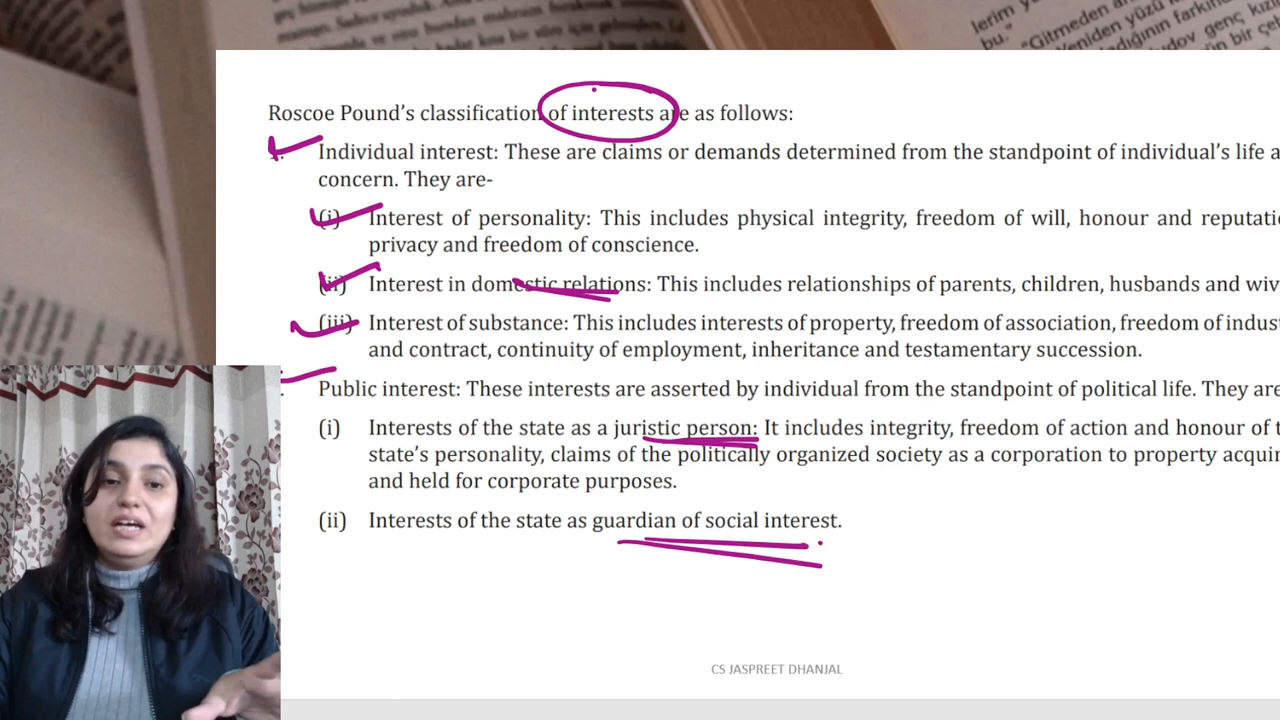 lerim
bu."
"Gitmeden
Yeniden yüzü
Roscoe Pound's classification of interests are as follows:
Individual interest: These are claims or demands determined from the standpoint of individual's life a
concern. They are-
(i) Interest of personality: This includes physical integrity, freedom of will, honour and reputati
privacy and freedom of conscience.
(ii) Interest in domestic relations: This includes relationships of parents, children, husbands and wiv
(iii) Interest of substance: This includes interests of property, freedom of association, freedom of indust
and contract, continuity of employment, inheritance and testamentary succession.
Public interest: These interests are asserted by individual from the standpoint of political life. They are
(i) Interests of the state as a juristic person: It includes integrity, freedom of action and honour of t
state's personality, claims of the politically organized society as a corporation to property acquir
and held for corporate purposes.
(ii) Interests of the state as guardian of social interest.
CS JASPREET DHANJAL